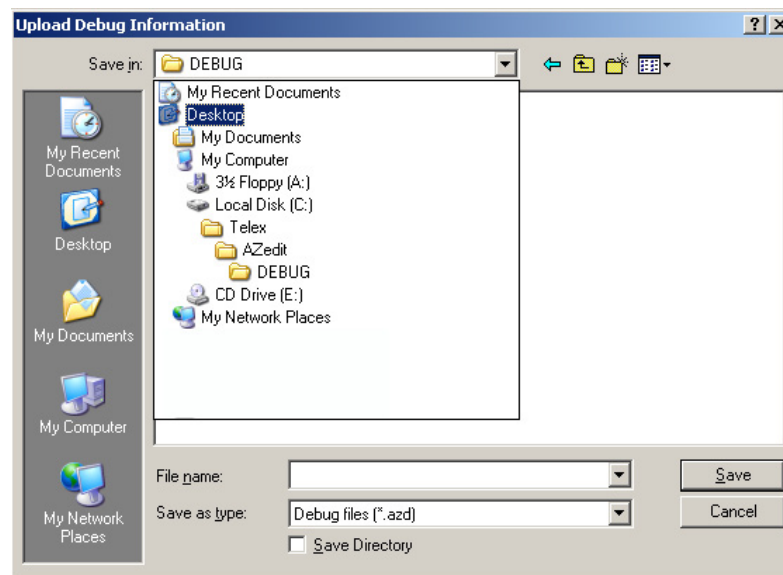 Upload Debug Information
Save in: DEBUG
My Recent Documents
Desktop
My Documents
My Computer
3½ Floppy (A:)
Local Disk (C:)
Telex
AZedit
DEBUG
CD Drive (E:)
My Network Places
My Recent
Documents
Desktop
My Documents
My Computer
My Network
Places
File name:
Save
Save as type: Debug files (*.azd)
Cancel
Save Directory